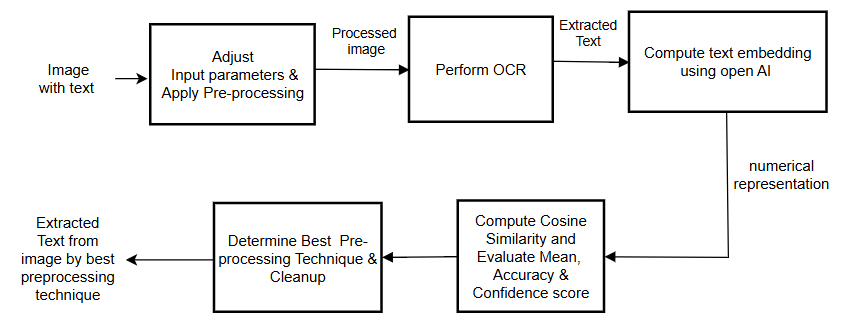 Image
with text
Adjust
Input parameters &
Apply Pre-processing
Processed
image
Perform OCR
Extracted
Text
Compute text embedding
using open AI
numerical
representation
Compute Cosine
Similarity and
Evaluate Mean,
Accuracy &
Confidence score
Determine Best Pre-
processing Technique &
Cleanup
Extracted
Text from
image by best
preprocessing
technique